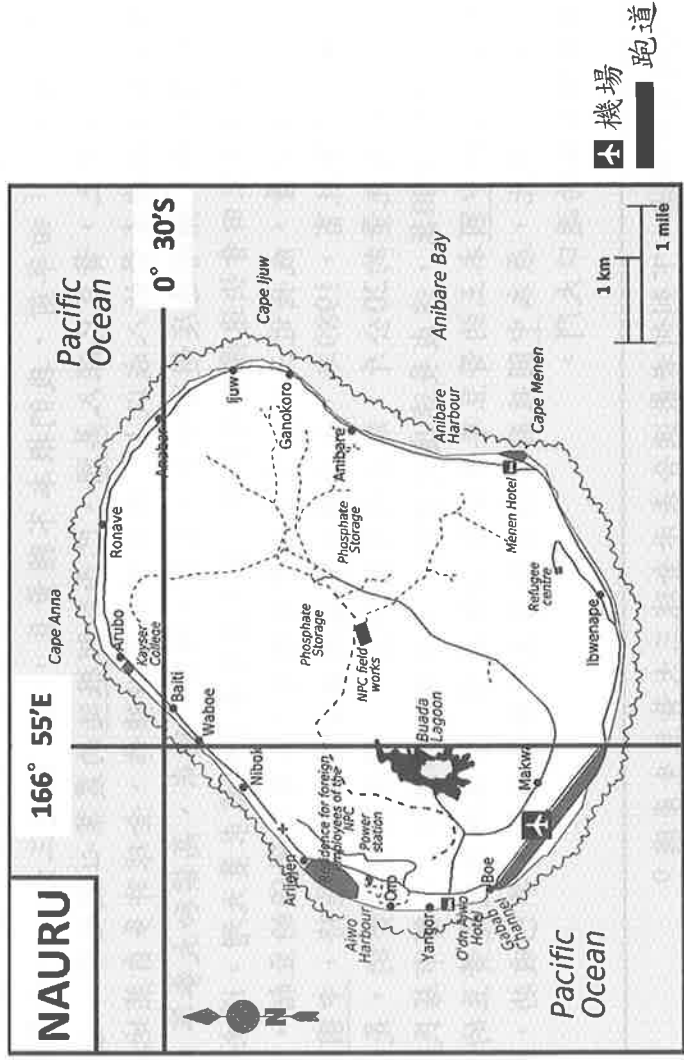 NAURU
166° 55'E
Pacific
Ocean
0° 30'S
Cape Anna
Ronave
Arubo
Kayser
College
Baiti
Anabar
Waboe
Ijuw
Cape Ijuw
Nibok
Ganokoro
Phosphate
Storage
Phosphate
Storage
Anibare
Anibare Bay
Arijejen
Residence for foreign
employees of the
NPC
NPC field
works
Power
station
Buada
Lagoon
Aiwo
Harbour
Orro
Anibare
Harbour
Yangor
O'dn Aiwo
Hotel
Menen Hotel
Cape Menen
Makwa
Refugee
centre
Boe
Gabab
Channel
Ibwenape
Pacific
Ocean
N
1 km
1 mile
機場
跑道